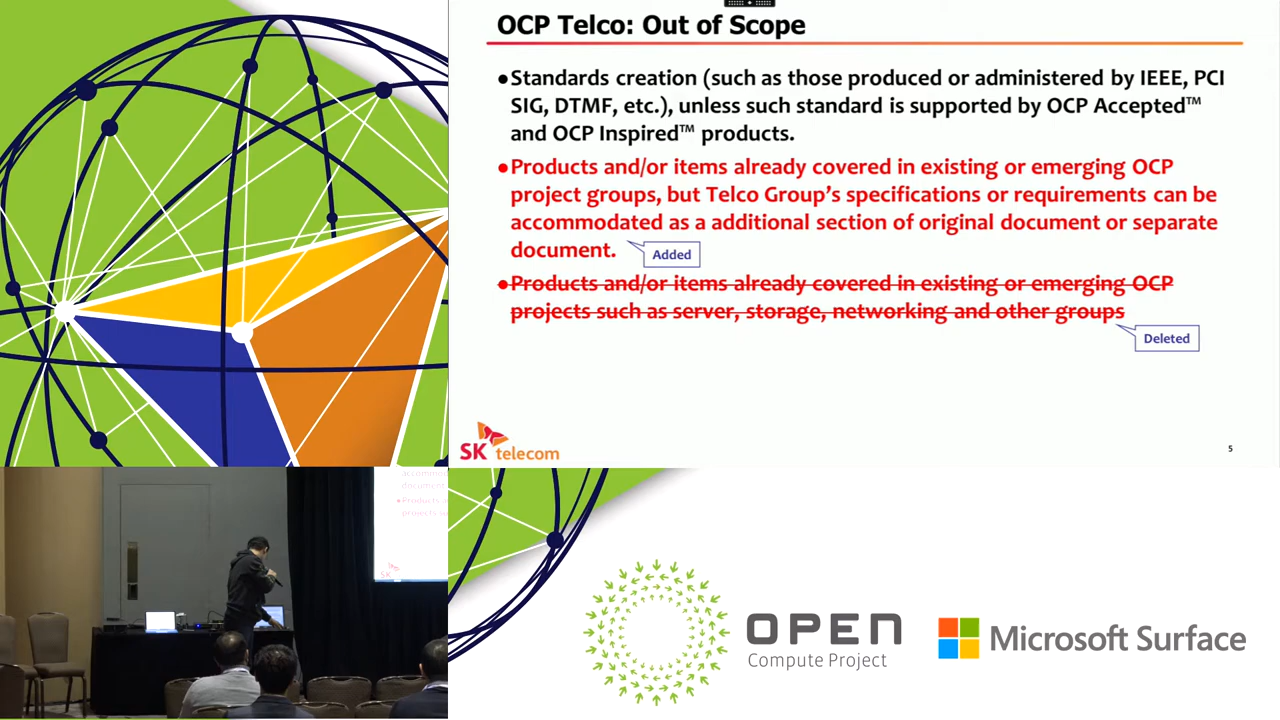 OCP Telco: Out of Scope
●Standards creation (such as those produced or administered by IEEE, PCI
SIG, DTMF, etc.), unless such standard is supported by OCP Accepted™
and OCP Inspired™ products.
●Products and/or items already covered in existing or emerging OCP
project groups, but Telco Group's specifications or requirements can be
accommodated as a additional section of original document or separate
document.
Added
●Products and/or items already covered in existing or emerging OCP
projects such as server, storage, networking and other groups
Deleted
SK telecom
5
OPEN
Compute Project
Microsoft Surface